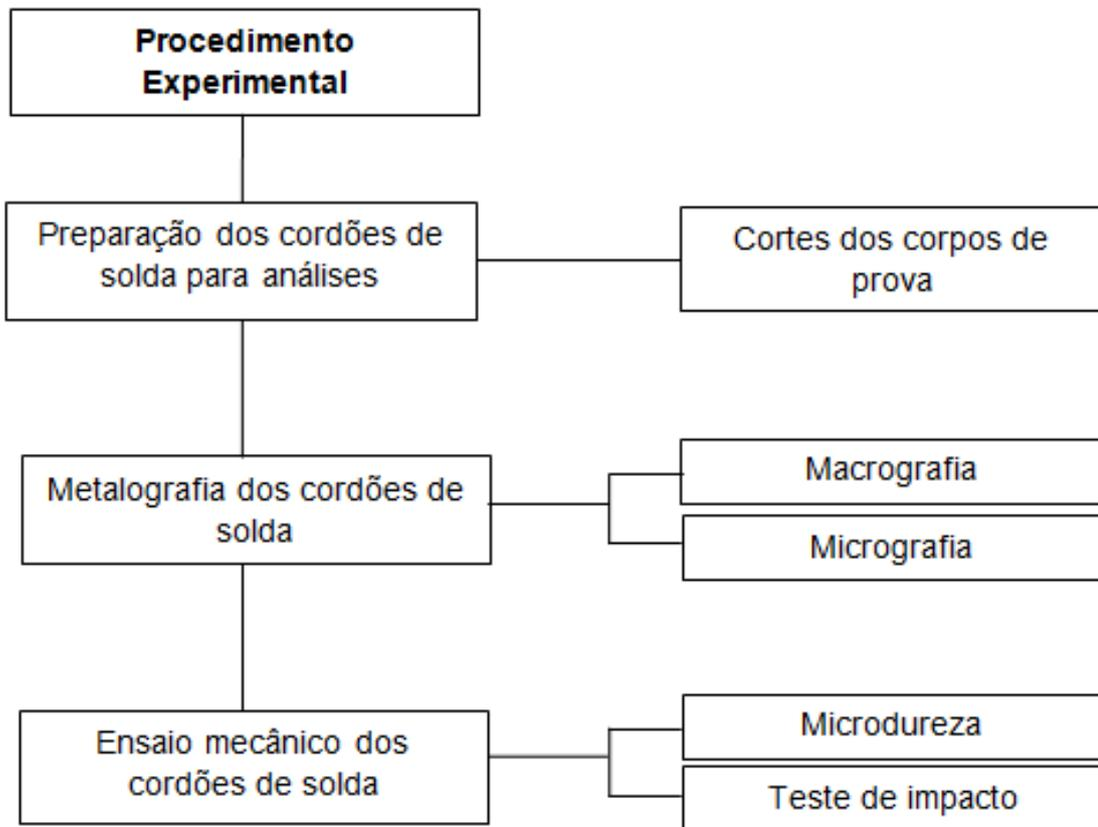 Procedimento
Experimental
Preparação dos cordões de
solda para análises
Cortes dos corpos de
prova
Metalografia dos cordões de
solda
Macrografia
Micrografia
Ensaio mecânico dos
cordões de solda
Microdureza
Teste de impacto